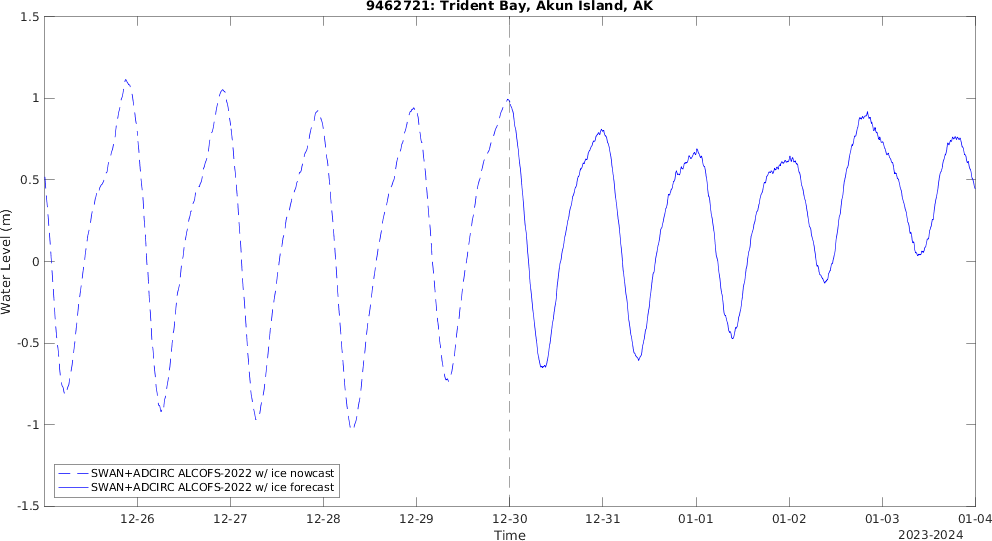 9462721: Trident Bay, Akun Island, AK
1.5
1
0.5
0
-0.5
-1
-1.5
Water Level (m)
SWAN+ADCIRC ALCOFS-2022 w/ ice nowcast
SWAN+ADCIRC ALCOFS-2022 w/ ice forecast
12-26 12-27 12-28 12-29 12-30 12-31 01-01 01-02 01-03 01-04
Time
2023-2024